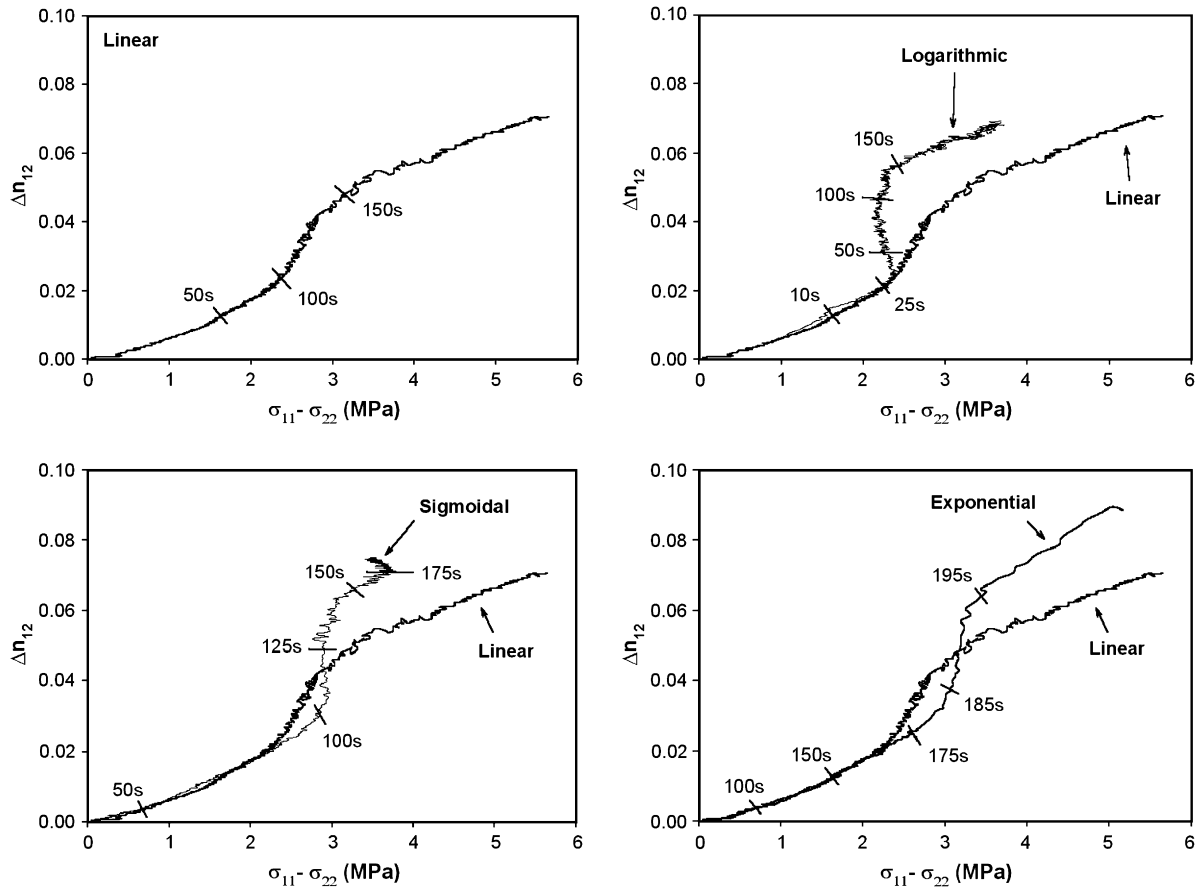 0.10
Linear
0.08
0.06
Δn12
150s
0.04
50s
0.02
100s
0.00
0 1 2 3 4 5 6
σ11- σ22 (MPa)
0.10
Logarithmic
0.08
150s
0.06
Δn12
100s
Linear
0.04
50s
10s
0.02
25s
0.00
0 1 2 3 4 5 6
σ11- σ22 (MPa)
0.10
Sigmoidal
0.08
150s
175s
0.06
Δn12
125s
Linear
0.04
100s
0.02
50s
0.00
0 1 2 3 4 5 6
σ11- σ22 (MPa)
0.10
Exponential
0.08
195s
0.06
Δn12
Linear
0.04
185s
150s
175s
0.02
100s
0.00
0 1 2 3 4 5 6
σ11- σ22 (MPa)